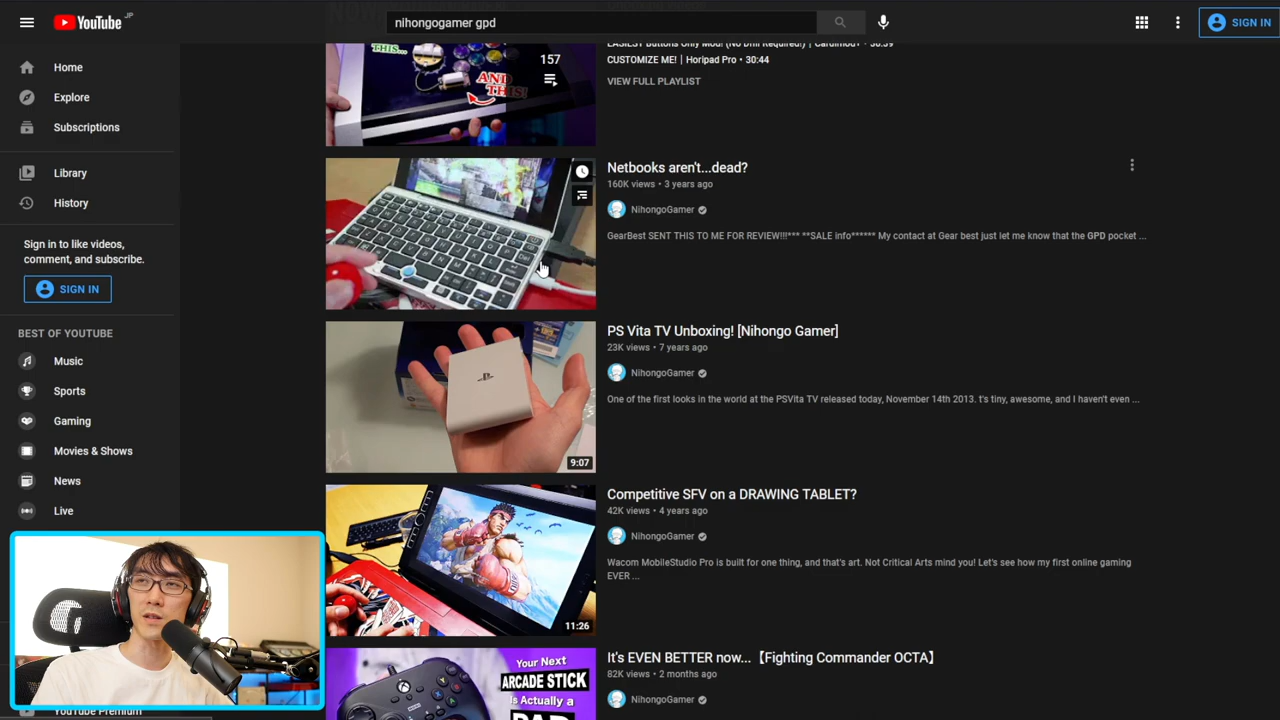 YouTube JP
nihongogamer gpd
SIGN IN
Home
Explore
Subscriptions
Library
History
Sign in to like videos,
comment, and subscribe.
SIGN IN
BEST OF YOUTUBE
Music
Sports
Gaming
Movies & Shows
News
Live
YouTube Premium
THIS...
AND
THIS!
157
CUSTOMIZE ME! | Horipad Pro • 30:44
VIEW FULL PLAYLIST
Netbooks aren't...dead?
160K views • 3 years ago
NihongoGamer
GearBest SENT THIS TO ME FOR REVIEW!!!*** **SALE info****** My contact at Gear best just let me know that the GPD pocket ...
9:07
PS Vita TV Unboxing! [Nihongo Gamer]
23K views • 7 years ago
NihongoGamer
One of the first looks in the world at the PSVita TV released today, November 14th 2013. t's tiny, awesome, and I haven't even ...
11:26
Competitive SFV on a DRAWING TABLET?
42K views • 4 years ago
NihongoGamer
Wacom MobileStudio Pro is built for one thing, and that's art. Not Critical Arts mind you! Let's see how my first online gaming
EVER ...
Your Next
ARCADE STICK
is Actually a
It's EVEN BETTER now...【Fighting Commander OCTA】
82K views • 2 months ago
NihongoGamer